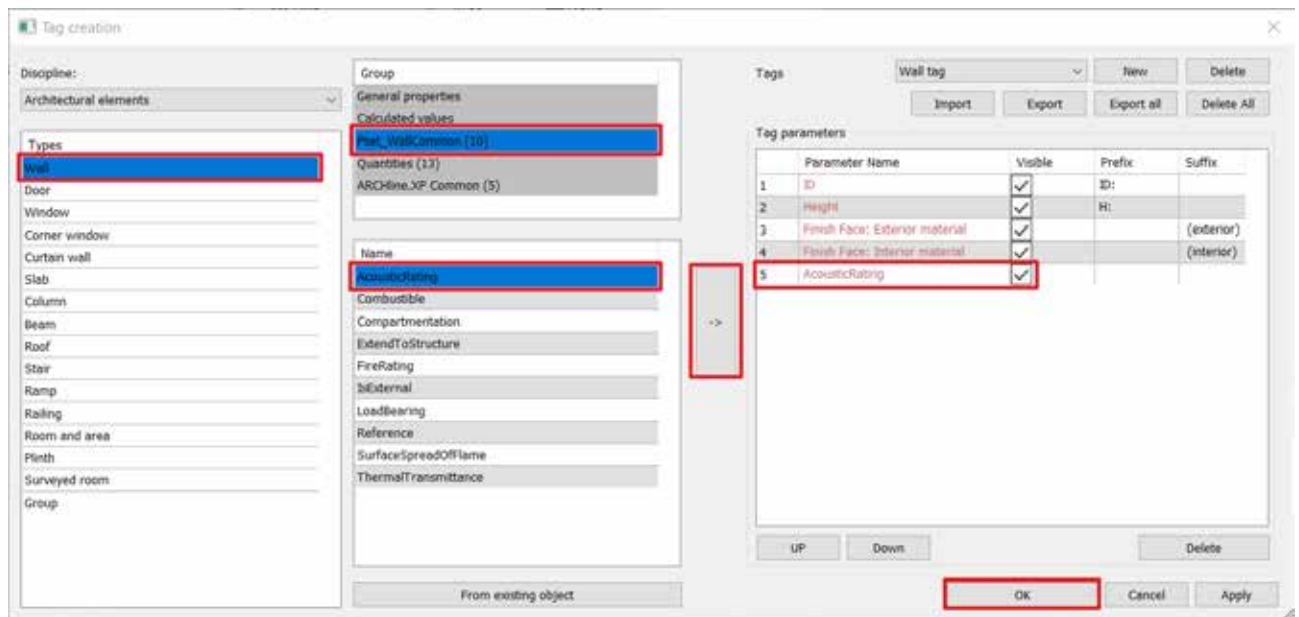 Tag creation
Discipline:
Architectural elements
Types
Wall
Door
Window
Corner window
Curtain wall
Slab
Column
Beam
Roof
Stair
Ramp
Railing
Room and area
Plinth
Surveyed room
Group
Group
General properties
Calculated values
Pset_WallCommon (10)
Quantities (13)
ARCHline.XP Common (5)
Name
AcousticRating
Combustible
Compartmentation
ExtendToStructure
FireRating
IsExternal
LoadBearing
Reference
SurfaceSpreadOfFlame
ThermalTransmittance
From existing object
->
Tags Wall tag New Delete
Import Export Export all Delete All
Tag parameters
Parameter Name Visible Prefix Suffix
1 ID ID:
2 Height H:
3 Finish Face: Exterior material (exterior)
4 Finish Face: Interior material (interior)
5 AcousticRating
UP Down Delete
OK Cancel Apply